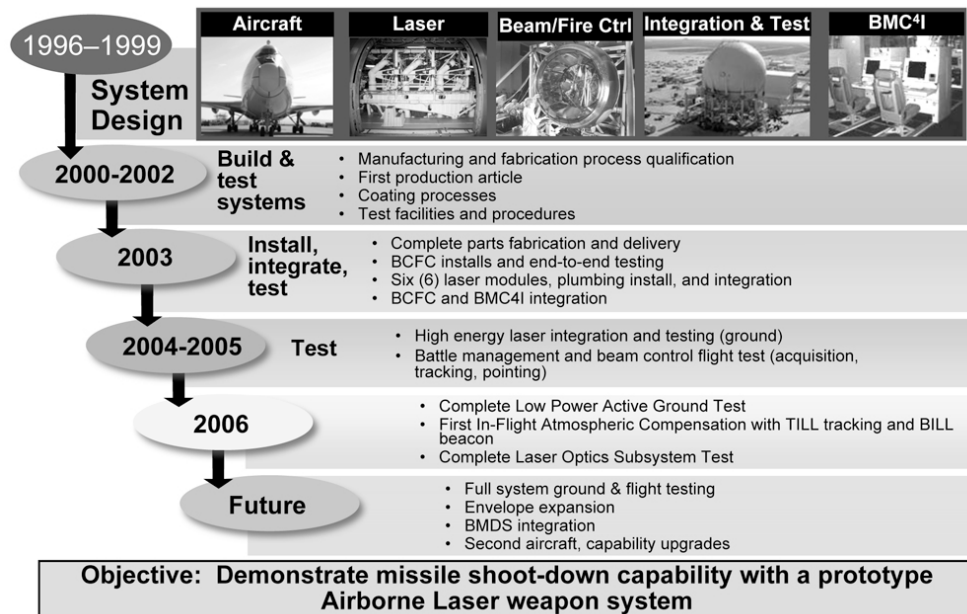 1996–1999
Aircraft
Laser
Beam/Fire Ctrl
Integration & Test
BMC⁴I
System
Design
2000-2002
Build &
test
systems
• Manufacturing and fabrication process qualification
• First production article
• Coating processes
• Test facilities and procedures
2003
Install,
integrate,
test
• Complete parts fabrication and delivery
• BCFC installs and end-to-end testing
• Six (6) laser modules, plumbing install, and integration
• BCFC and BMC4I integration
2004-2005
Test
• High energy laser integration and testing (ground)
• Battle management and beam control flight test (acquisition,
tracking, pointing)
2006
• Complete Low Power Active Ground Test
• First In-Flight Atmospheric Compensation with TILL tracking and BILL
beacon
• Complete Laser Optics Subsystem Test
Future
• Full system ground & flight testing
• Envelope expansion
• BMDS integration
• Second aircraft, capability upgrades
Objective: Demonstrate missile shoot-down capability with a prototype
Airborne Laser weapon system